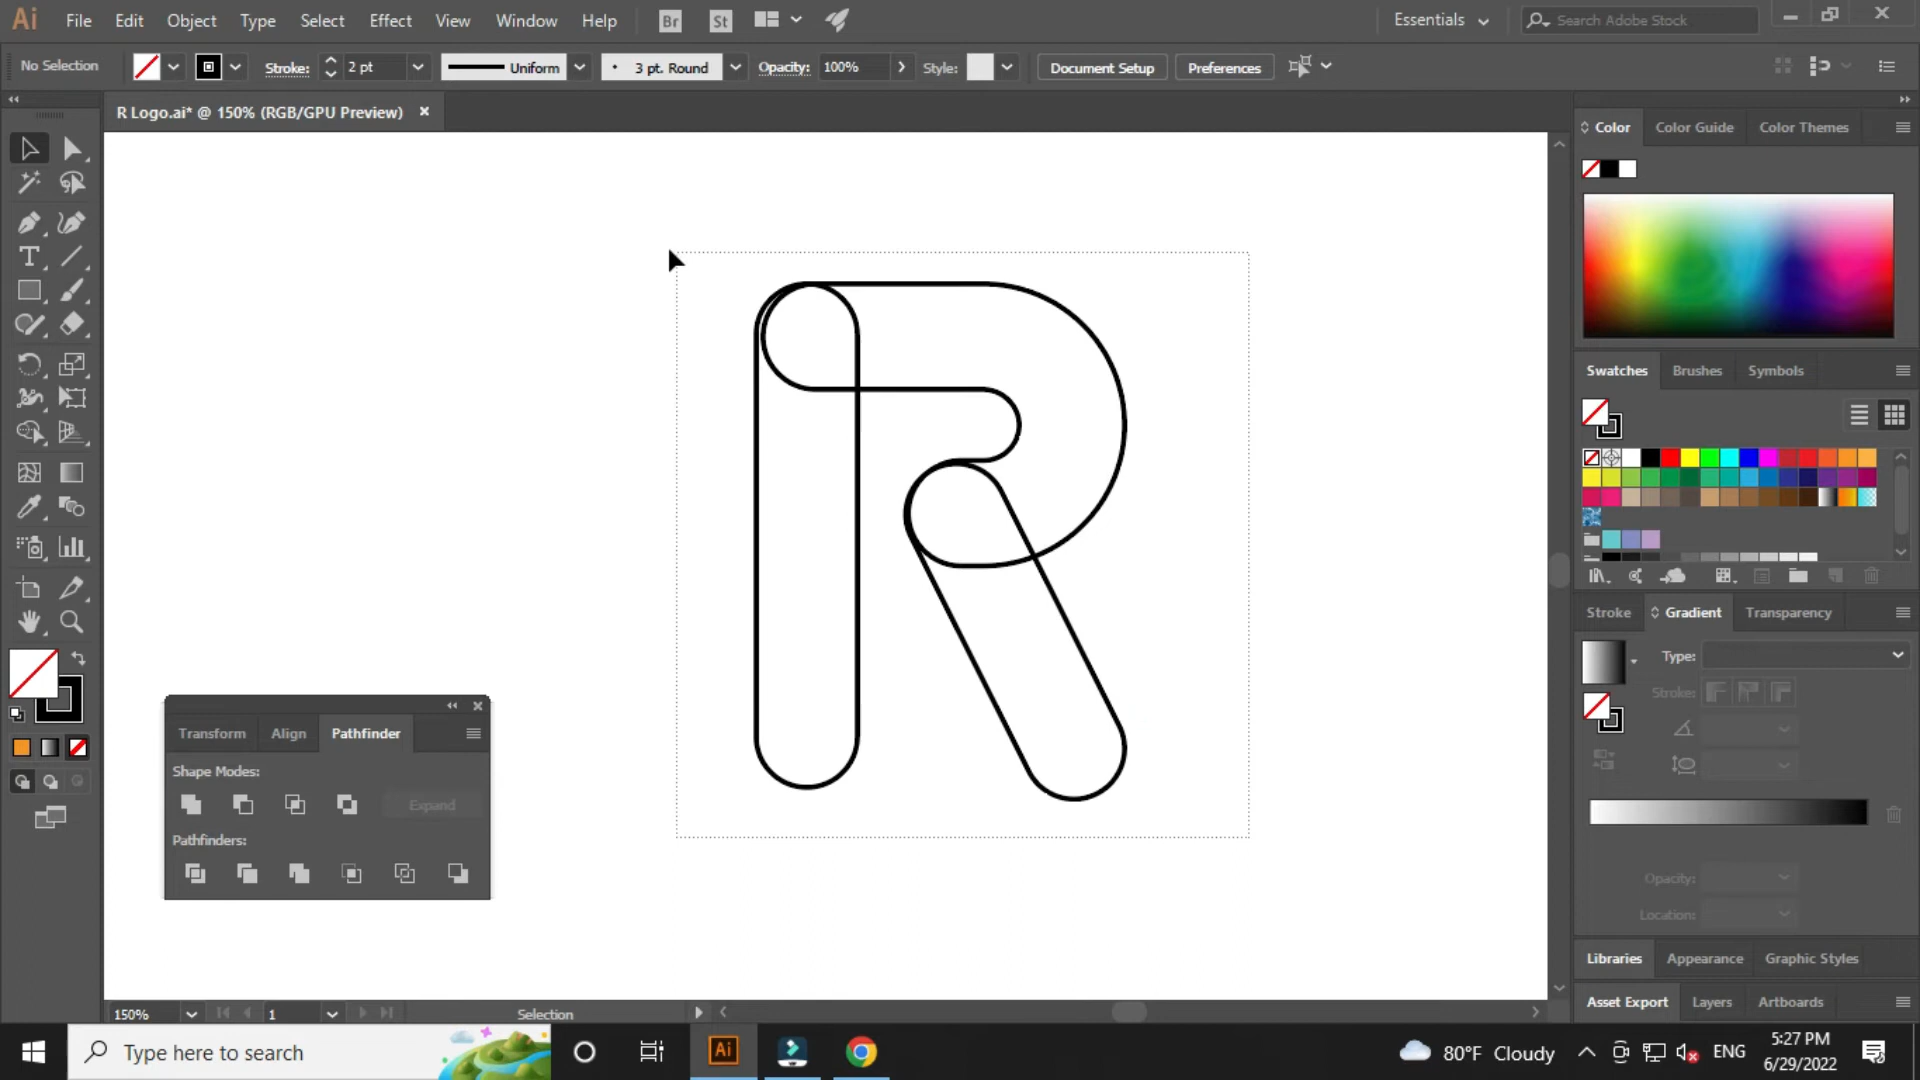 Ai File Edit Object Type Select Effect View Window Help Br St Essentials Search Adobe Stock
No Selection Stroke: 2 pt Uniform 3 pt. Round Opacity: 100% Style: Document Setup Preferences
R Logo.ai* @ 150% (RGB/GPU Preview)
Color Color Guide Color Themes
Swatches Brushes Symbols
Stroke Gradient Transparency
Type:
Stroke:
Opacity:
Location:
Libraries Appearance Graphic Styles
Asset Export Layers Artboards
Transform Align Pathfinder
Shape Modes:
Expand
Pathfinders:
R
150% 1 Selection
Type here to search
Ai
80°F Cloudy
ENG
5:27 PM
6/29/2022